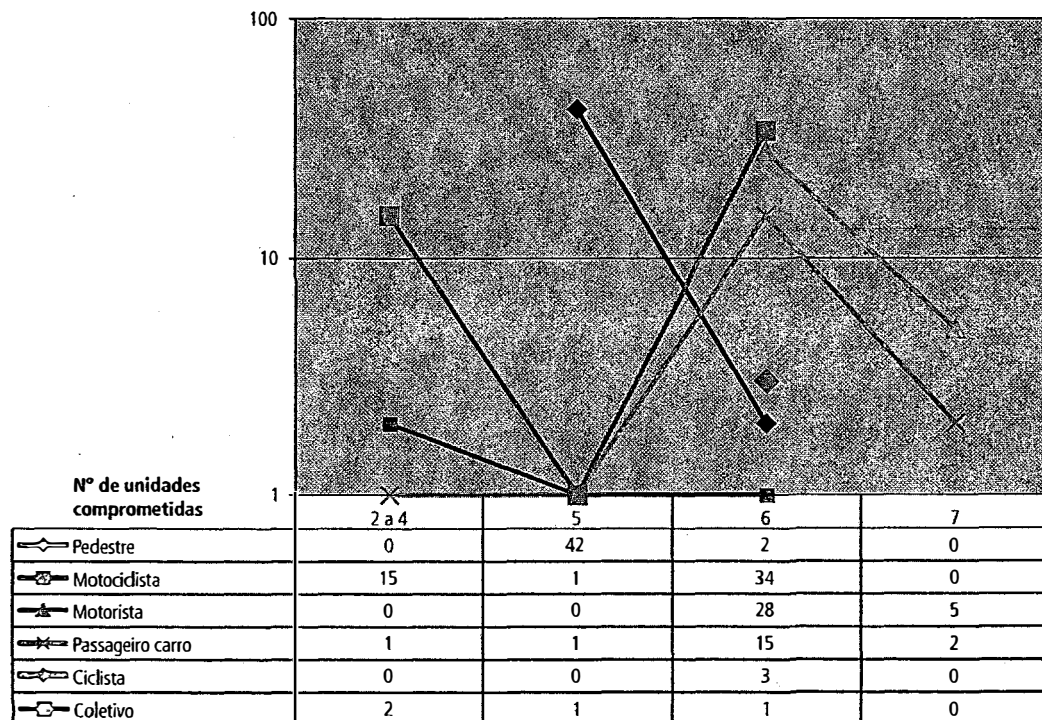 100
10
1
Nº de unidades
comprometidas
2 a 4 5 6 7
Pedestre 0 42 2 0
Motociclista 15 1 34 0
Motorista 0 0 28 5
Passageiro carro 1 1 15 2
Ciclista 0 0 3 0
Coletivo 2 1 1 0